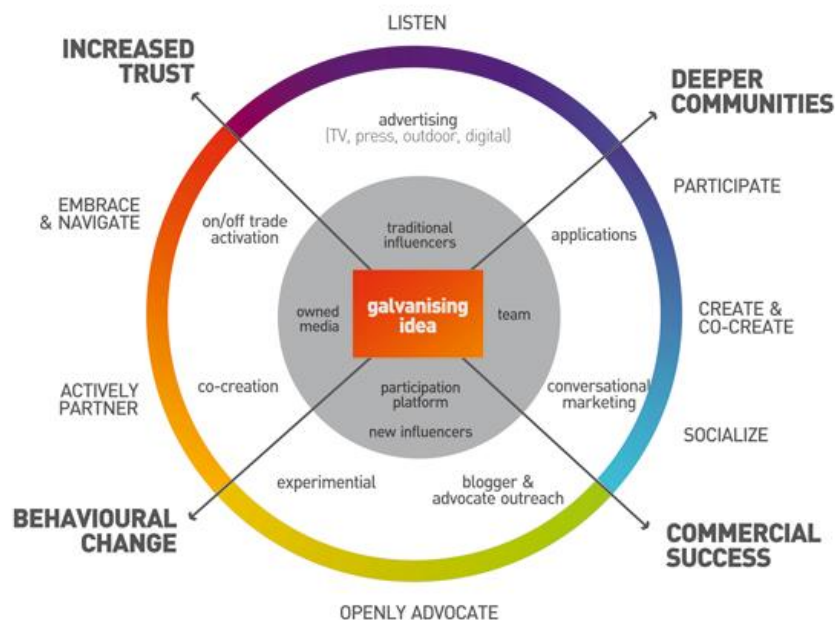 LISTEN
INCREASED
TRUST
DEEPER
COMMUNITIES
advertising
(TV, press, outdoor, digital)
PARTICIPATE
EMBRACE
& NAVIGATE
on/off trade
activation
traditional
influencers
applications
owned
media
galvanising
idea
team
CREATE &
CO-CREATE
ACTIVELY
PARTNER
co-creation
participation
platform
conversational
marketing
new influencers
SOCIALIZE
experimential
blogger &
advocate outreach
BEHAVIOURAL
CHANGE
COMMERCIAL
SUCCESS
OPENLY ADVOCATE